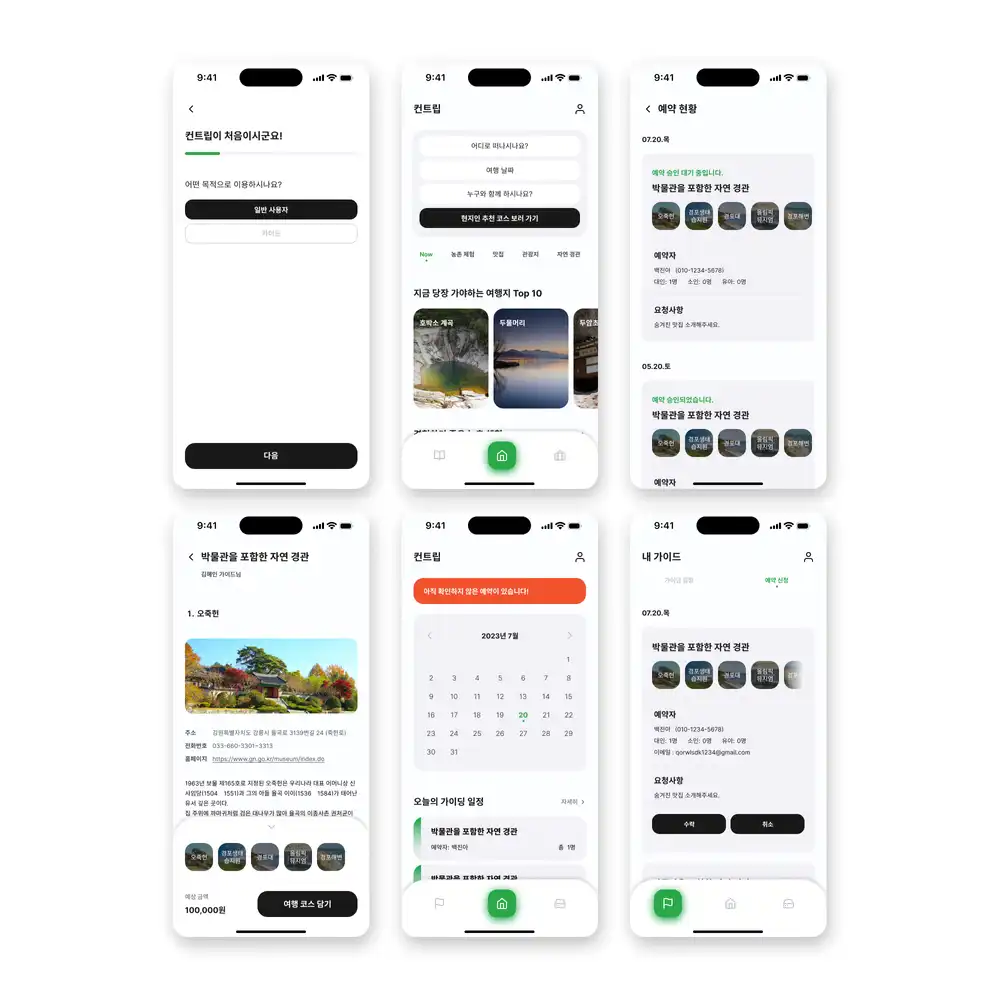 9:41
컨트립이 처음이시군요!
어떤 목적으로 이용하시나요?
일반 사용자
가이드
다음
9:41
컨트립
어디로 떠나시나요?
여행 날짜
누구와 함께 하시나요?
현지인 추천 코스 보러 가기
Now 농촌 체험 맛집 관광지 자연 경관
지금 당장 가야하는 여행지 Top 10
호박소 계곡 두물머리 두암초
9:41
예약 현황
07.20.목
예약 승인 대기 중입니다.
박물관을 포함한 자연 경관
오죽헌 경포생태습지원 경포대 올림픽뮤지엄 경포해변
예약자
백진아 (010-1234-5678)
대인: 1명 소인: 0명 유아: 0명
요청사항
숨겨진 맛집 소개해주세요.
05.20.토
예약 승인되었습니다.
박물관을 포함한 자연 경관
오죽헌 경포생태습지원 경포대 올림픽뮤지엄 경포해변
예약자
9:41
박물관을 포함한 자연 경관
김혜인 가이드님
1. 오죽헌
주소 강원특별자치도 강릉시 율곡로 3139번길 24 (죽헌동)
전화번호 033-660-3301~3313
홈페이지 https://www.gn.go.kr/museum/index.do
1963년 보물 제165호로 지정된 오죽헌은 우리나라 대표 어머니상 신
사임당(1504 1551)과 그의 아들 율곡 이이(1536 1584)가 태어난
유서 깊은 곳이다.
집 주위에 까마귀처럼 검은 대나무가 많아 율곡의 이종사촌 권처균이
오죽헌 경포생태습지원 경포대 올림픽뮤지엄 경포해변
예상 금액
100,000원
여행 코스 담기
9:41
컨트립
아직 확인하지 않은 예약이 있습니다!
2023년 7월
1
2 3 4 5 6 7 8
9 10 11 12 13 14 15
16 17 18 19 20 21 22
23 24 25 26 27 28 29
30 31
오늘의 가이딩 일정 자세히
박물관을 포함한 자연 경관
예약자: 백진아 총 1명
박물관을 포함한 자연 경관
9:41
내 가이드
가이딩 일정 예약 신청
07.20.목
박물관을 포함한 자연 경관
오죽헌 경포생태습지원 경포대 올림픽뮤지엄 경포
예약자
백진아 (010-1234-5678)
대인: 1명 소인: 0명 유아: 0명
이메일 : qorwlsdk1234@gmail.com
요청사항
숨겨진 맛집 소개해주세요.
수락 취소